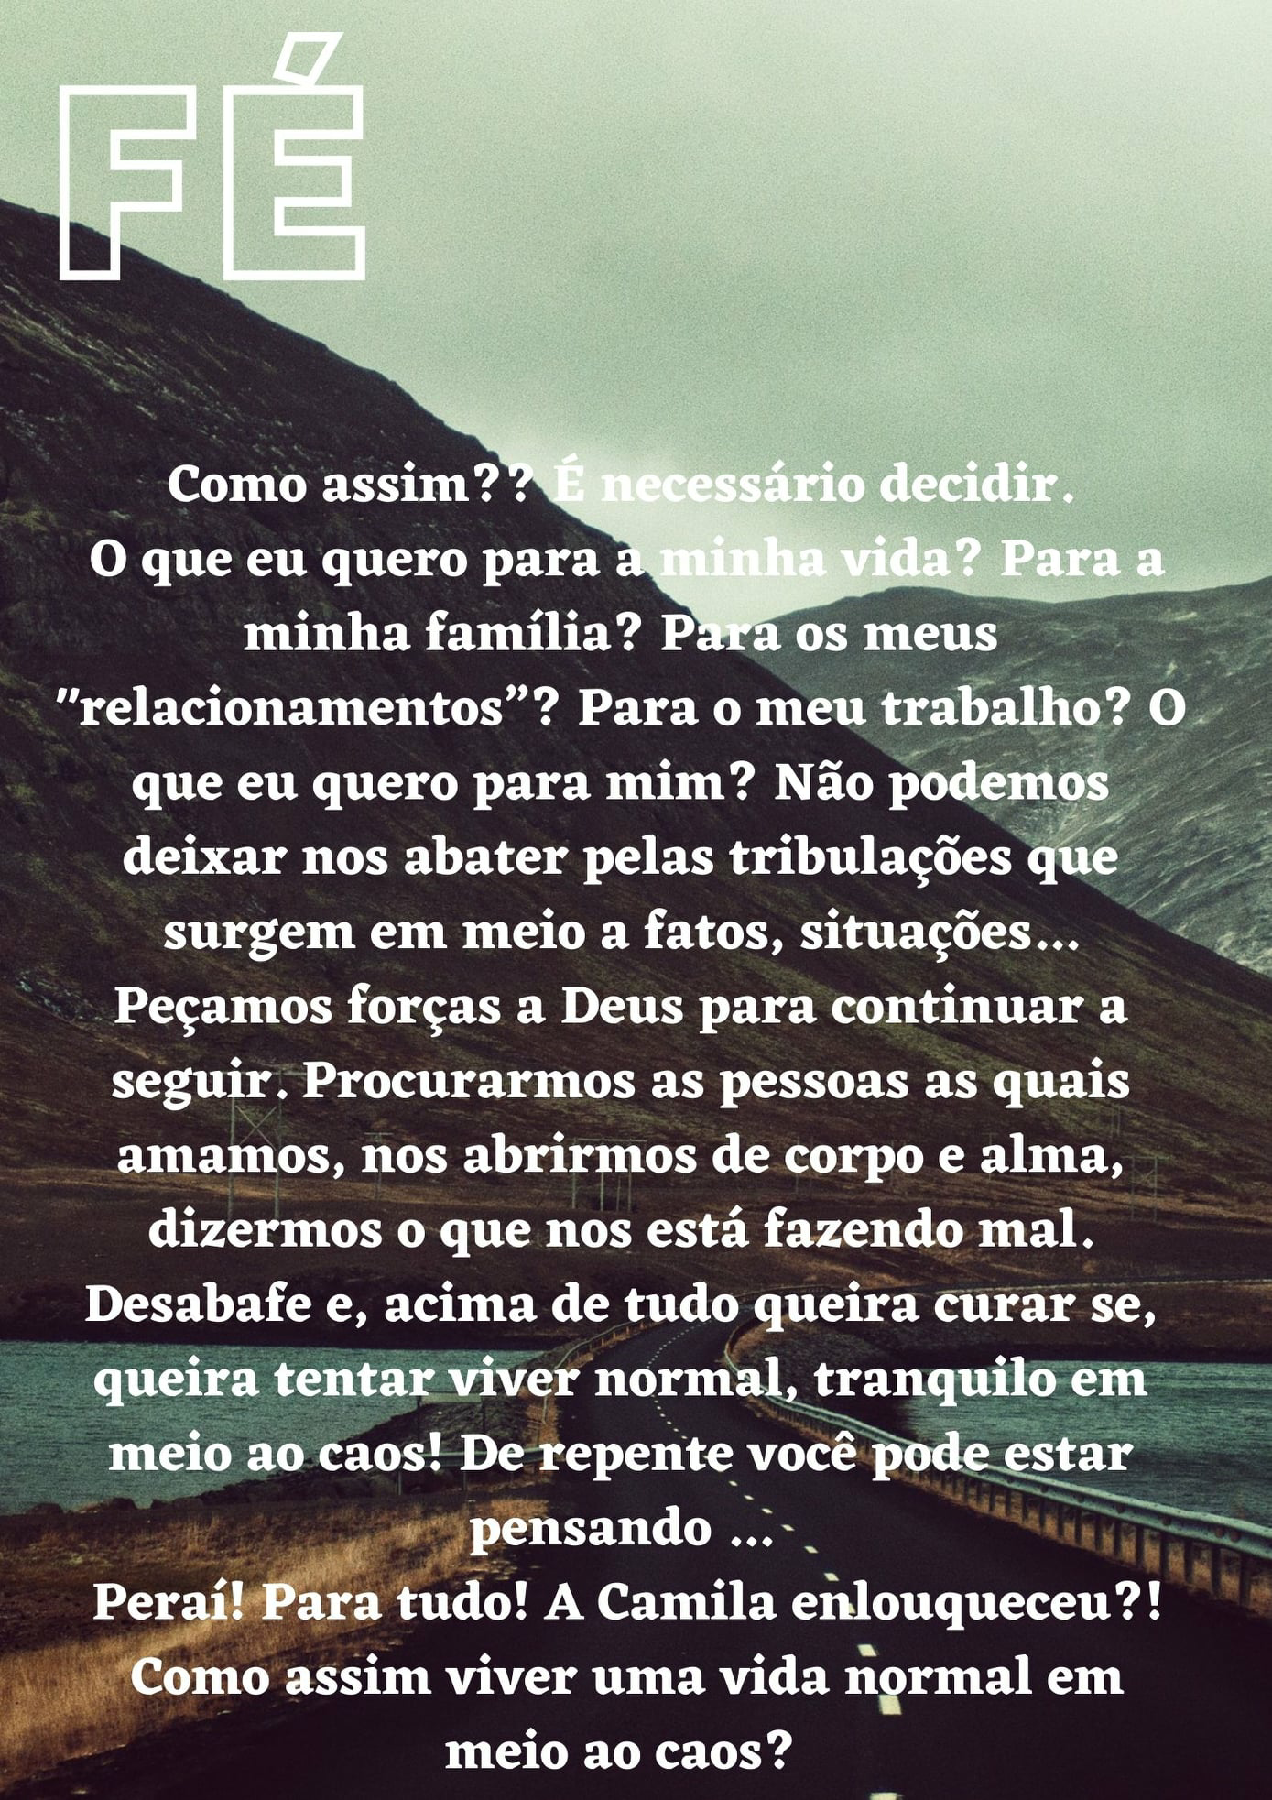 FÉ
Como assim?? É necessário decidir.
O que eu quero para a minha vida? Para a
minha família? Para os meus
"relacionamentos”? Para o meu trabalho? O
que eu quero para mim? Não podemos
deixar nos abater pelas tribulações que
surgem em meio a fatos, situações...
Peçamos forças a Deus para continuar a
seguir. Procurarmos as pessoas as quais
amamos, nos abrirmos de corpo e alma,
dizermos o que nos está fazendo mal.
Desabafe e, acima de tudo queira curar se,
queira tentar viver normal, tranquilo em
meio ao caos! De repente você pode estar
pensando ...
Peraí! Para tudo! A Camila enlouqueceu?!
Como assim viver uma vida normal em
meio ao caos?